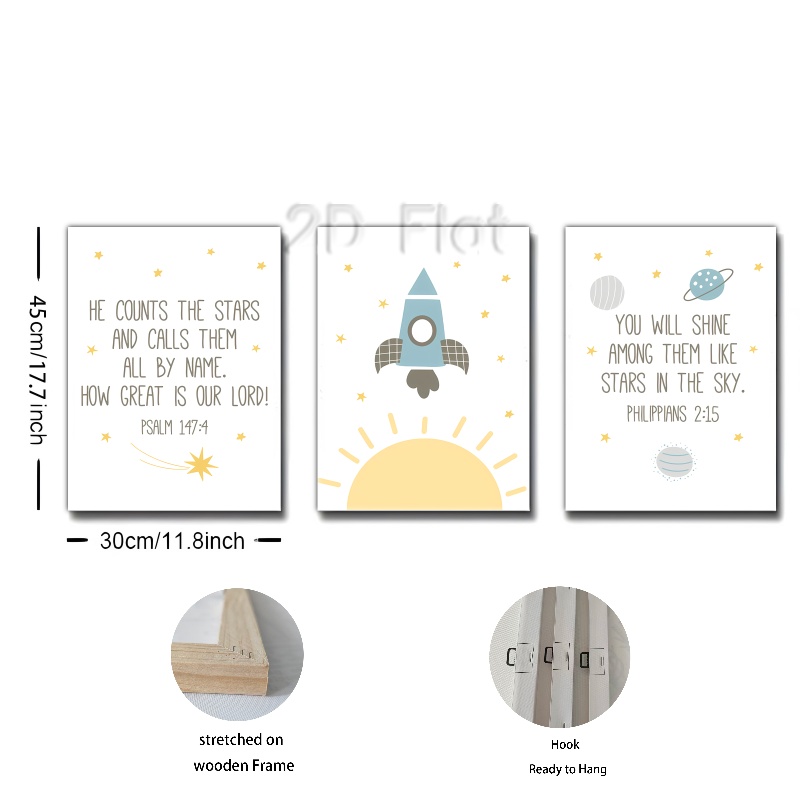 2D Flat
HE COUNTS THE STARS
AND CALLS THEM
ALL BY NAME.
HOW GREAT IS OUR LORD!
PSALM 147:4
YOU WILL SHINE
AMONG THEM LIKE
STARS IN THE SKY.
PHILIPPIANS 2:15
45cm/17.7inch
30cm/11.8inch
stretched on
wooden Frame
Hook
Ready to Hang